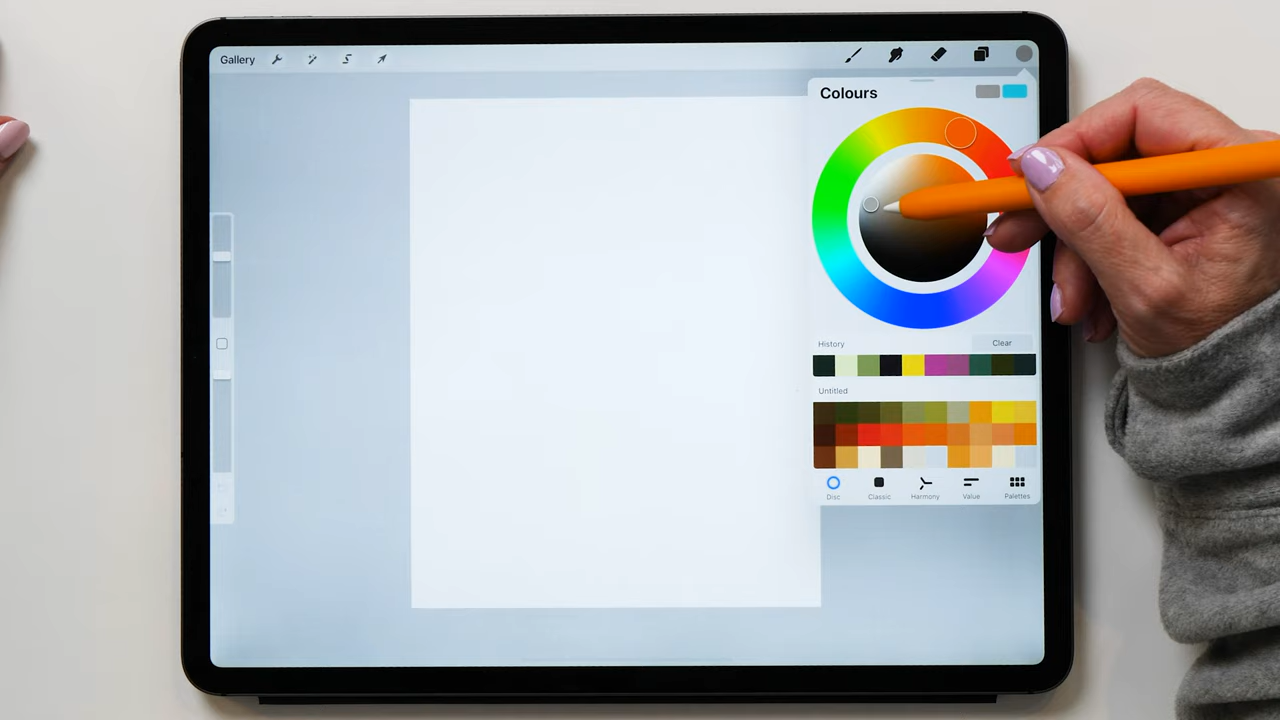 Gallery
Colours
History
Clear
Untitled
Disc
Classic
Harmony
Value
Palettes